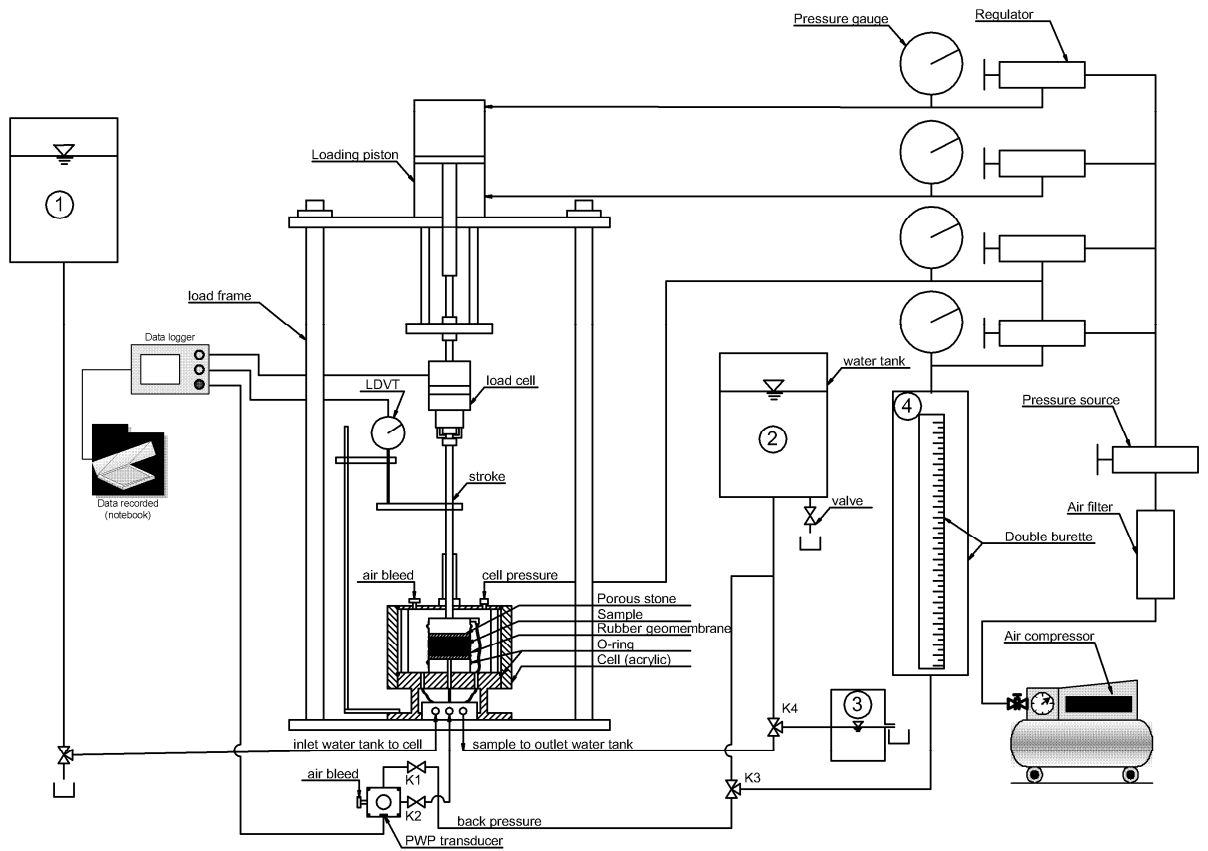 Pressure gauge
Regulator
1
Loading piston
load frame
Data logger
LDVT
load cell
water tank
4
Pressure source
2
stroke
Data recorded
(notebook)
valve
Air filter
Double burette
air bleed
cell pressure
Porous stone
Sample
Rubber geomembrane
O-ring
Cell (acrylic)
Air compressor
3
K4
inlet water tank to cell
sample to outlet water tank
air bleed
K1
K3
K2
back pressure
PWP transducer